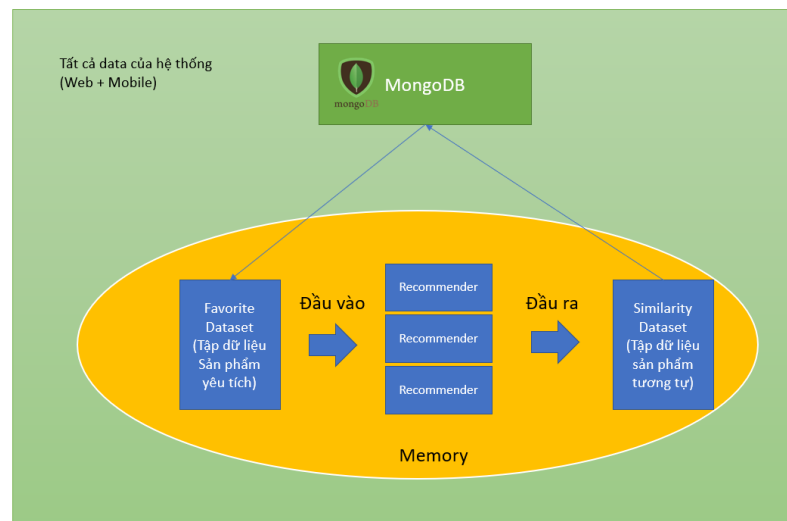 Tất cả data của hệ thống
(Web + Mobile)
mongoDB
MongoDB
Favorite
Dataset
(Tập dữ liệu
Sản phẩm
yêu tích)
Đầu vào
Recommender
Recommender
Recommender
Đầu ra
Similarity
Dataset
(Tập dữ liệu
sản phẩm
tương tự)
Memory